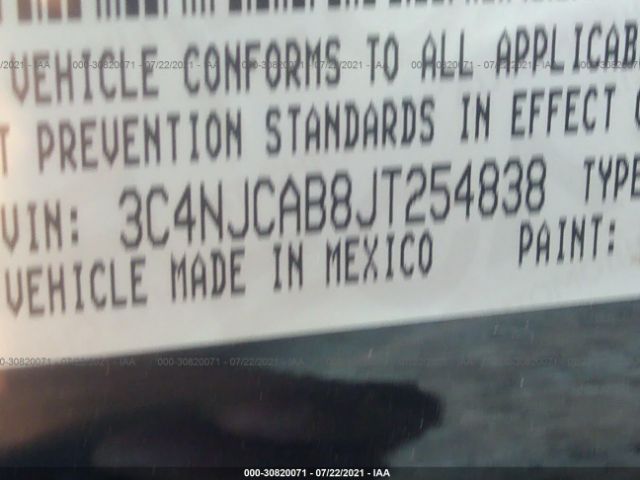 VEHICLE CONFORMS TO ALL APPLICAB
T PREVENTION STANDARDS IN EFFECT
VIN: 3C4NJCAB8JT254838 TYPE
VEHICLE MADE IN MEXICO PAINT:
000-30820071 - 07/22/2021 - IAA